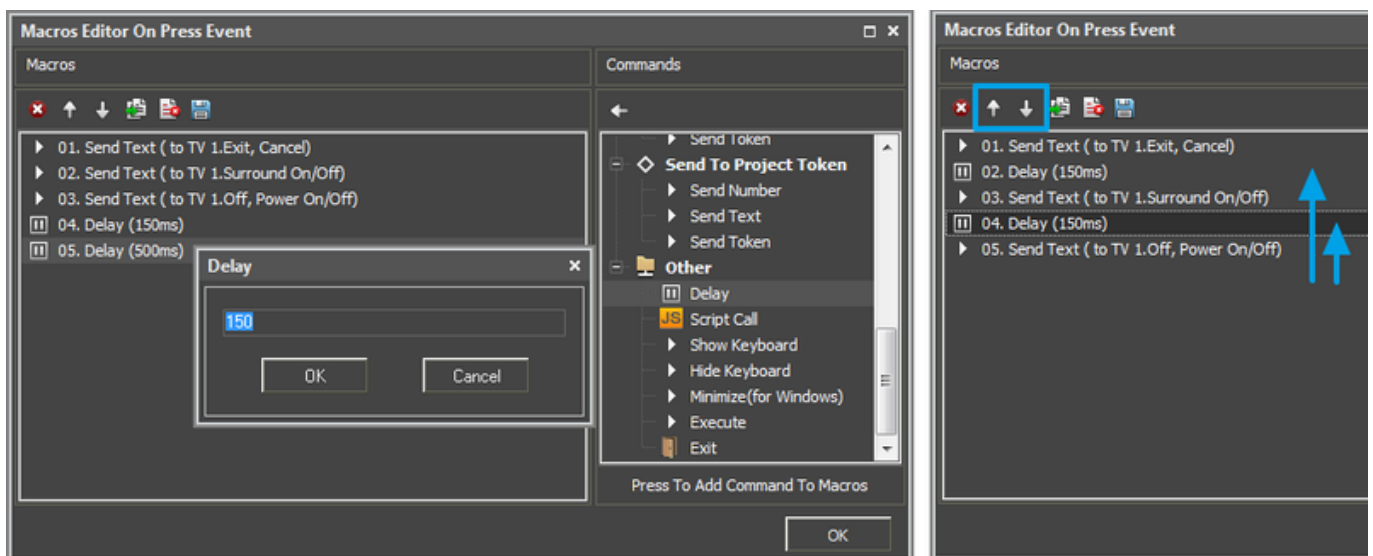 Macros Editor On Press Event
Macros
Commands
01. Send Text ( to TV 1.Exit, Cancel)
02. Send Text ( to TV 1.Surround On/Off)
03. Send Text ( to TV 1.Off, Power On/Off)
04. Delay (150ms)
05. Delay (500ms)
Delay
150
OK
Cancel
Send Token
Send To Project Token
Send Number
Send Text
Send Token
Other
Delay
JS Script Call
Show Keyboard
Hide Keyboard
Minimize(for Windows)
Execute
Exit
Press To Add Command To Macros
OK
Macros Editor On Press Event
Macros
01. Send Text ( to TV 1.Exit, Cancel)
02. Delay (150ms)
03. Send Text ( to TV 1.Surround On/Off)
04. Delay (150ms)
05. Send Text ( to TV 1.Off, Power On/Off)